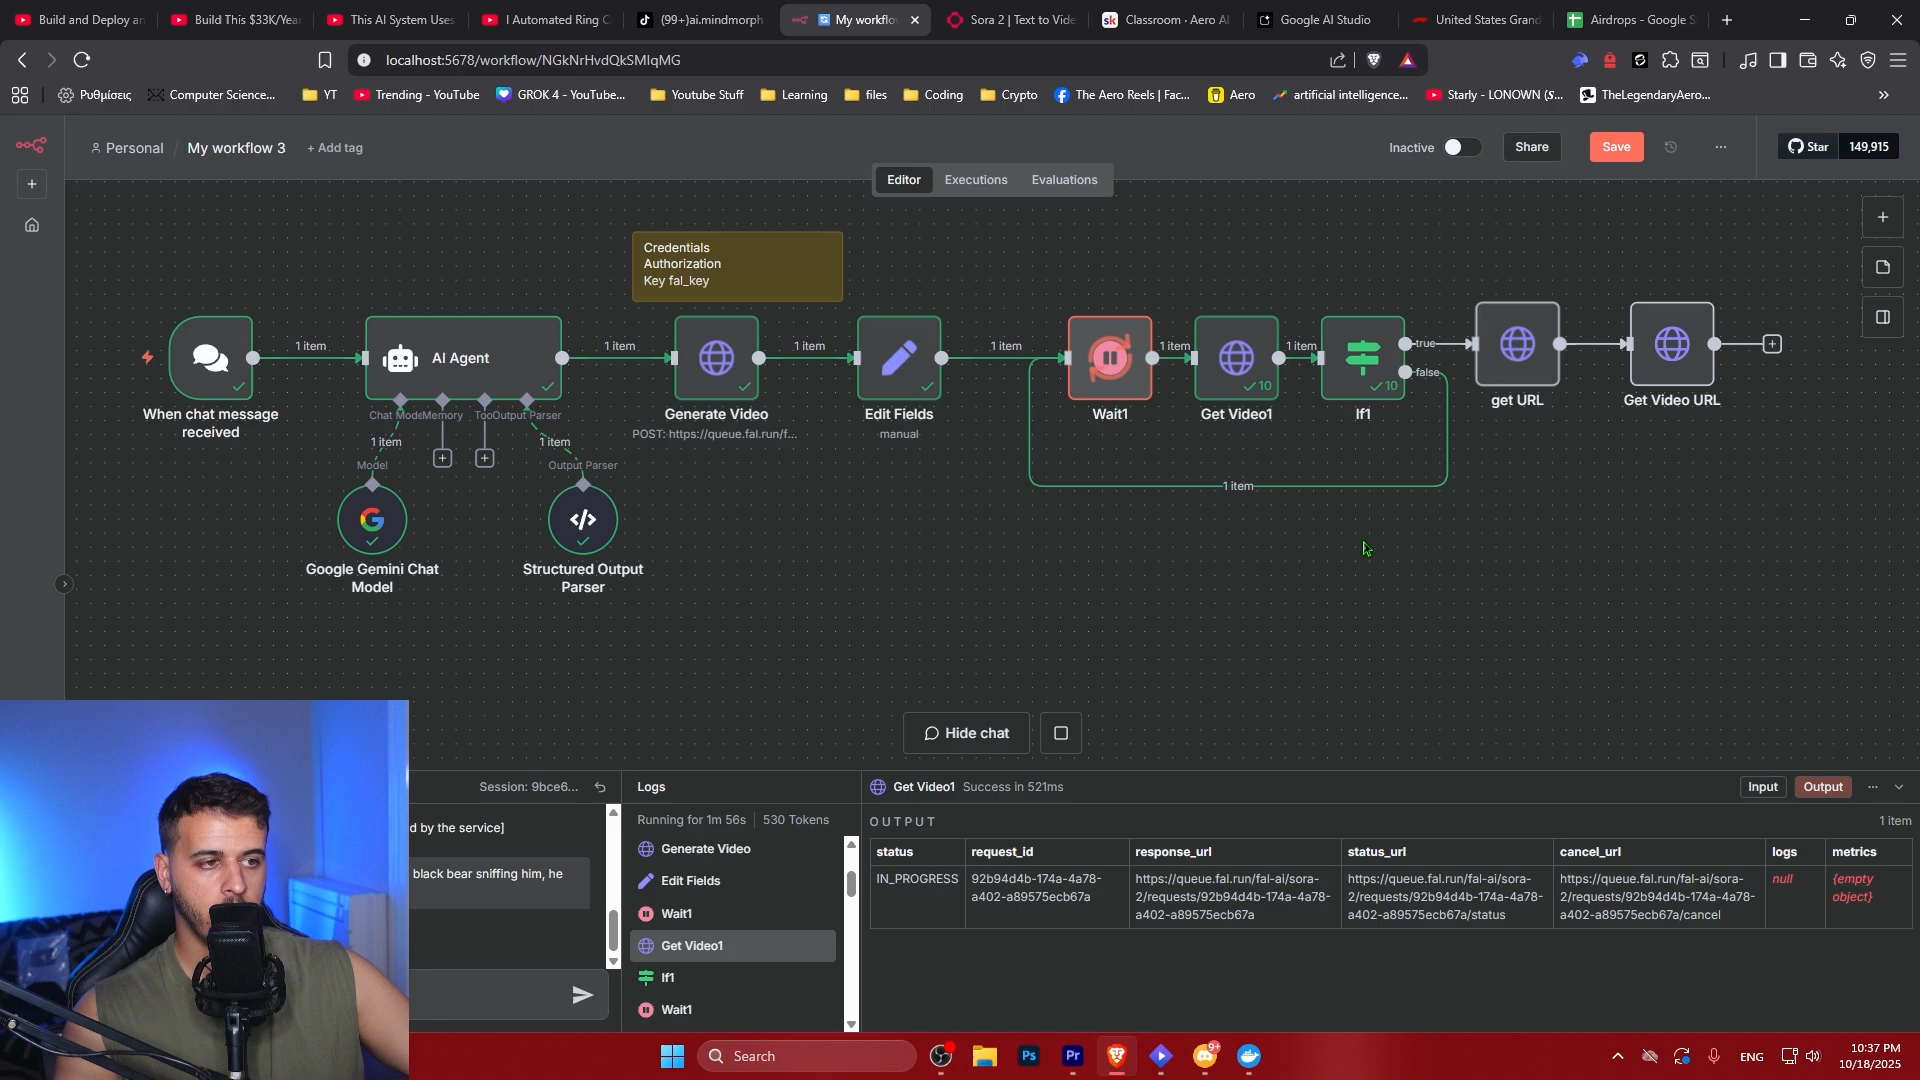 Build and Deploy an
Build This $33K/Year
This AI System Uses
I Automated Ring C
(99+)ai.mindmorph
My workflo
Sora 2 | Text to Vide
Classroom · Aero AI
Google AI Studio
United States Grand
Airdrops - Google S
localhost:5678/workflow/NGkNrHvdQkSMlqMG
Ρυθμίσεις
Computer Science...
YT
Trending - YouTube
GROK 4 - YouTube...
Youtube Stuff
Learning
files
Coding
Crypto
The Aero Reels | Fac...
Aero
artificial intelligence...
Starly - LONOWN (𝙎...
TheLegendaryAero...
Personal / My workflow 3 + Add tag
Inactive
Share
Save
Star 149,915
Editor Executions Evaluations
Credentials
Authorization
Key fal_key
1 item
AI Agent
1 item
1 item
1 item
1 item
1 item
true
false
10
10
When chat message
received
Chat Mode
Memory
Too
Output Parser
Generate Video
POST: https://queue.fal.run/f...
Edit Fields
manual
Wait1
Get Video1
If1
get URL
Get Video URL
1 item
1 item
Model
Output Parser
1 item
Google Gemini Chat
Model
Structured Output
Parser
Hide chat
Session: 9bce6...
d by the service]
black bear sniffing him, he
Logs
Running for 1m 56s 530 Tokens
Generate Video
Edit Fields
Wait1
Get Video1
If1
Wait1
Get Video1 Success in 521ms
Input
Output
OUTPUT
1 item
status request_id response_url status_url cancel_url logs metrics
IN_PROGRESS
92b94d4b-174a-4a78-
a402-a89575ecb67a
https://queue.fal.run/fal-ai/sora-
2/requests/92b94d4b-174a-4a78-
a402-a89575ecb67a
https://queue.fal.run/fal-ai/sora-
2/requests/92b94d4b-174a-4a78-
a402-a89575ecb67a/status
https://queue.fal.run/fal-ai/sora-
2/requests/92b94d4b-174a-4a78-
a402-a89575ecb67a/cancel
null
{empty
object}
Search
Ps
Pr
9+
ENG
10:37 PM
10/18/2025